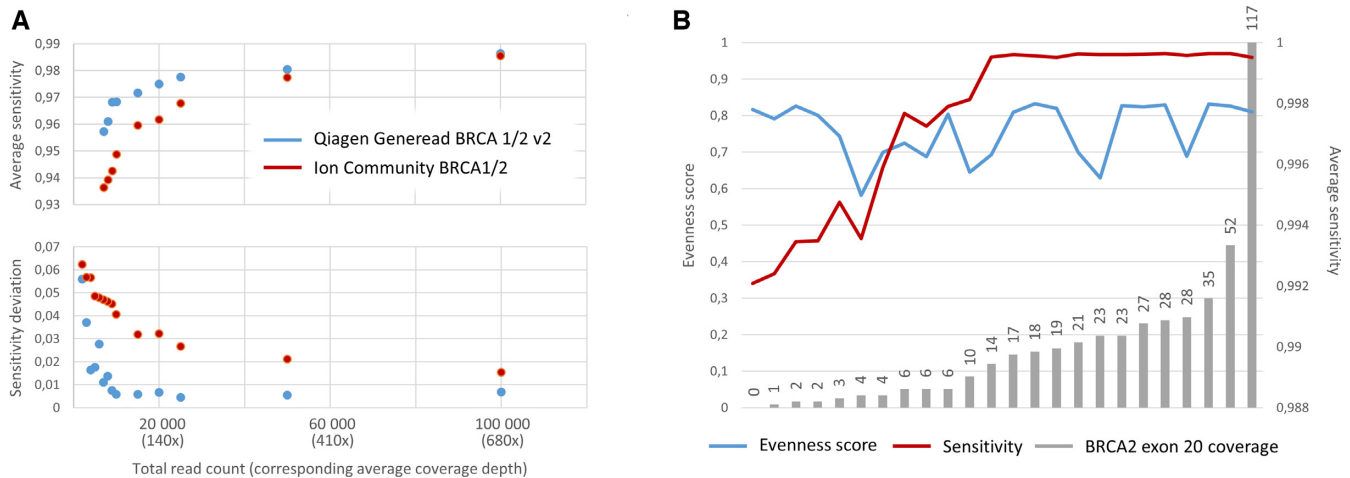 A
0,99
0,98
0,97
0,96
0,95
0,94
0,93
Average sensitivity
Qiagen Generead BRCA 1/2 v2
Ion Community BRCA1/2
0,07
0,06
0,05
0,04
0,03
0,02
0,01
0
Sensitivity deviation
20 000 60 000 100 000
(140x) (410x) (680x)
Total read count (corresponding average coverage depth)
B
1
0,9
0,8
0,7
0,6
0,5
0,4
0,3
0,2
0,1
0
Evenness score
0 1 2 2 3 4 4 6 6 6 10 14 17 18 19 21 23 23 27 28 28 35 52 117
1
0,998
0,996
0,994
0,992
0,99
0,988
Average sensitivity
Evenness score Sensitivity BRCA2 exon 20 coverage